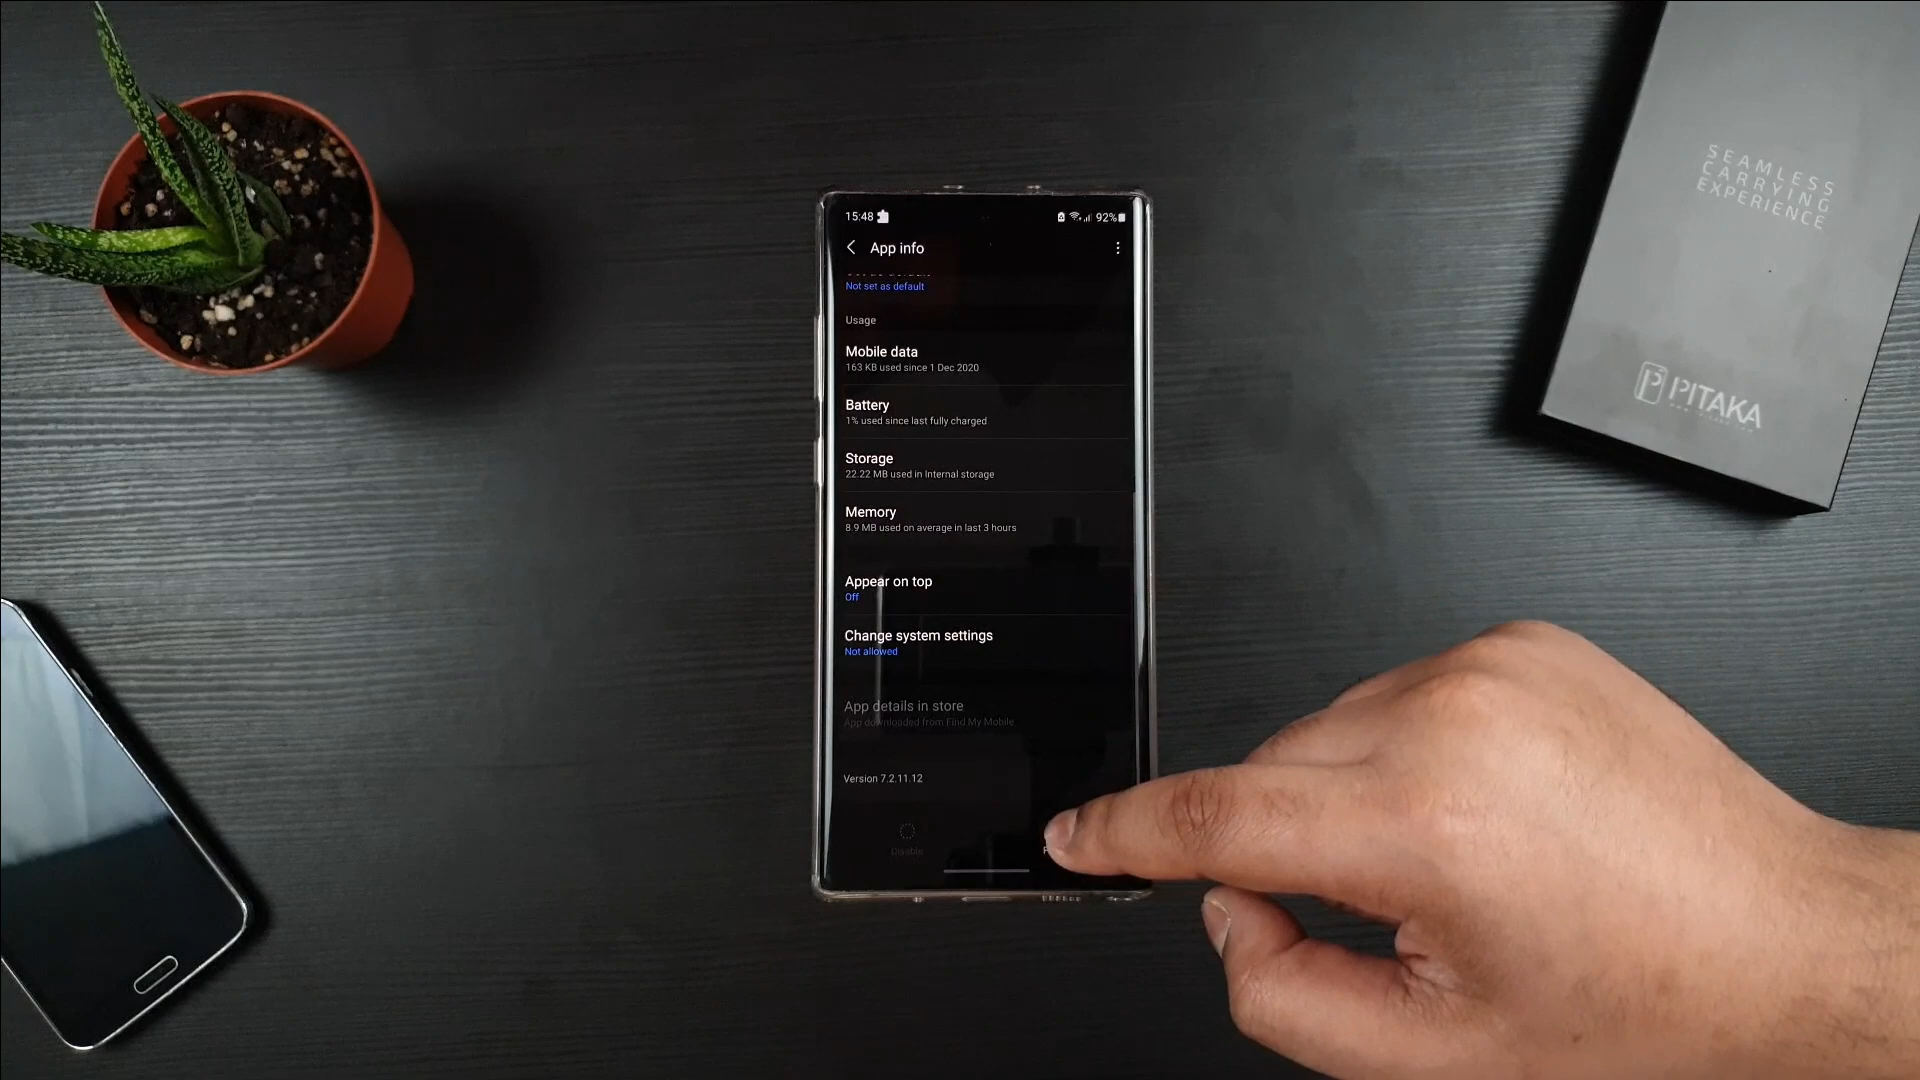 15:48
92%
App info
Not set as default
Usage
Mobile data
163 KB used since 1 Dec 2020
Battery
1% used since last fully charged
Storage
22.22 MB used in Internal storage
Memory
8.9 MB used on average in last 3 hours
Appear on top
Off
Change system settings
Not allowed
App details in store
App downloaded from Find My Mobile
Version 7.2.11.12
Disable
SEAMLESS
CARRYING
EXPERIENCE
PITAKA